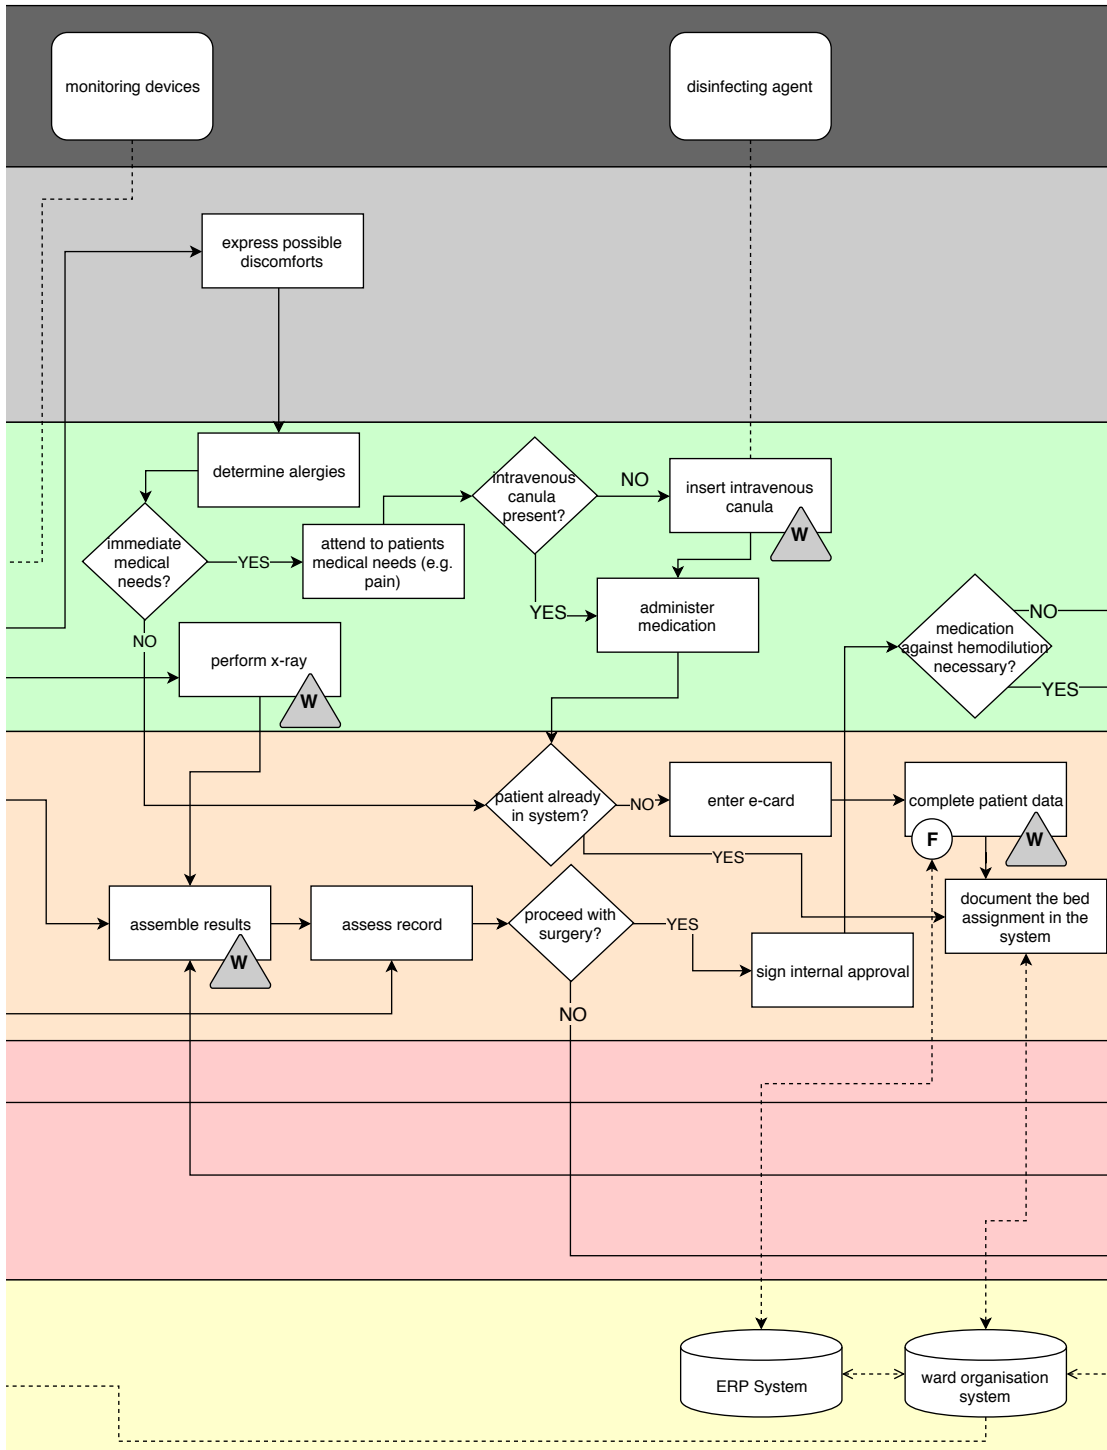 monitoring devices
disinfecting agent
express possible
discomforts
determine alergies
intravenous
canula
present?
NO
insert intravenous
canula
W
immediate
medical
needs?
YES
attend to patients
medical needs (e.g.
pain)
YES
administer
medication
NO
medication
against hemodilution
necessary?
NO
YES
perform x-ray
W
patient already
in system?
NO
enter e-card
complete patient data
F
W
YES
assemble results
W
assess record
proceed with
surgery?
YES
sign internal approval
document the bed
assignment in the
system
NO
ERP System
ward organisation
system